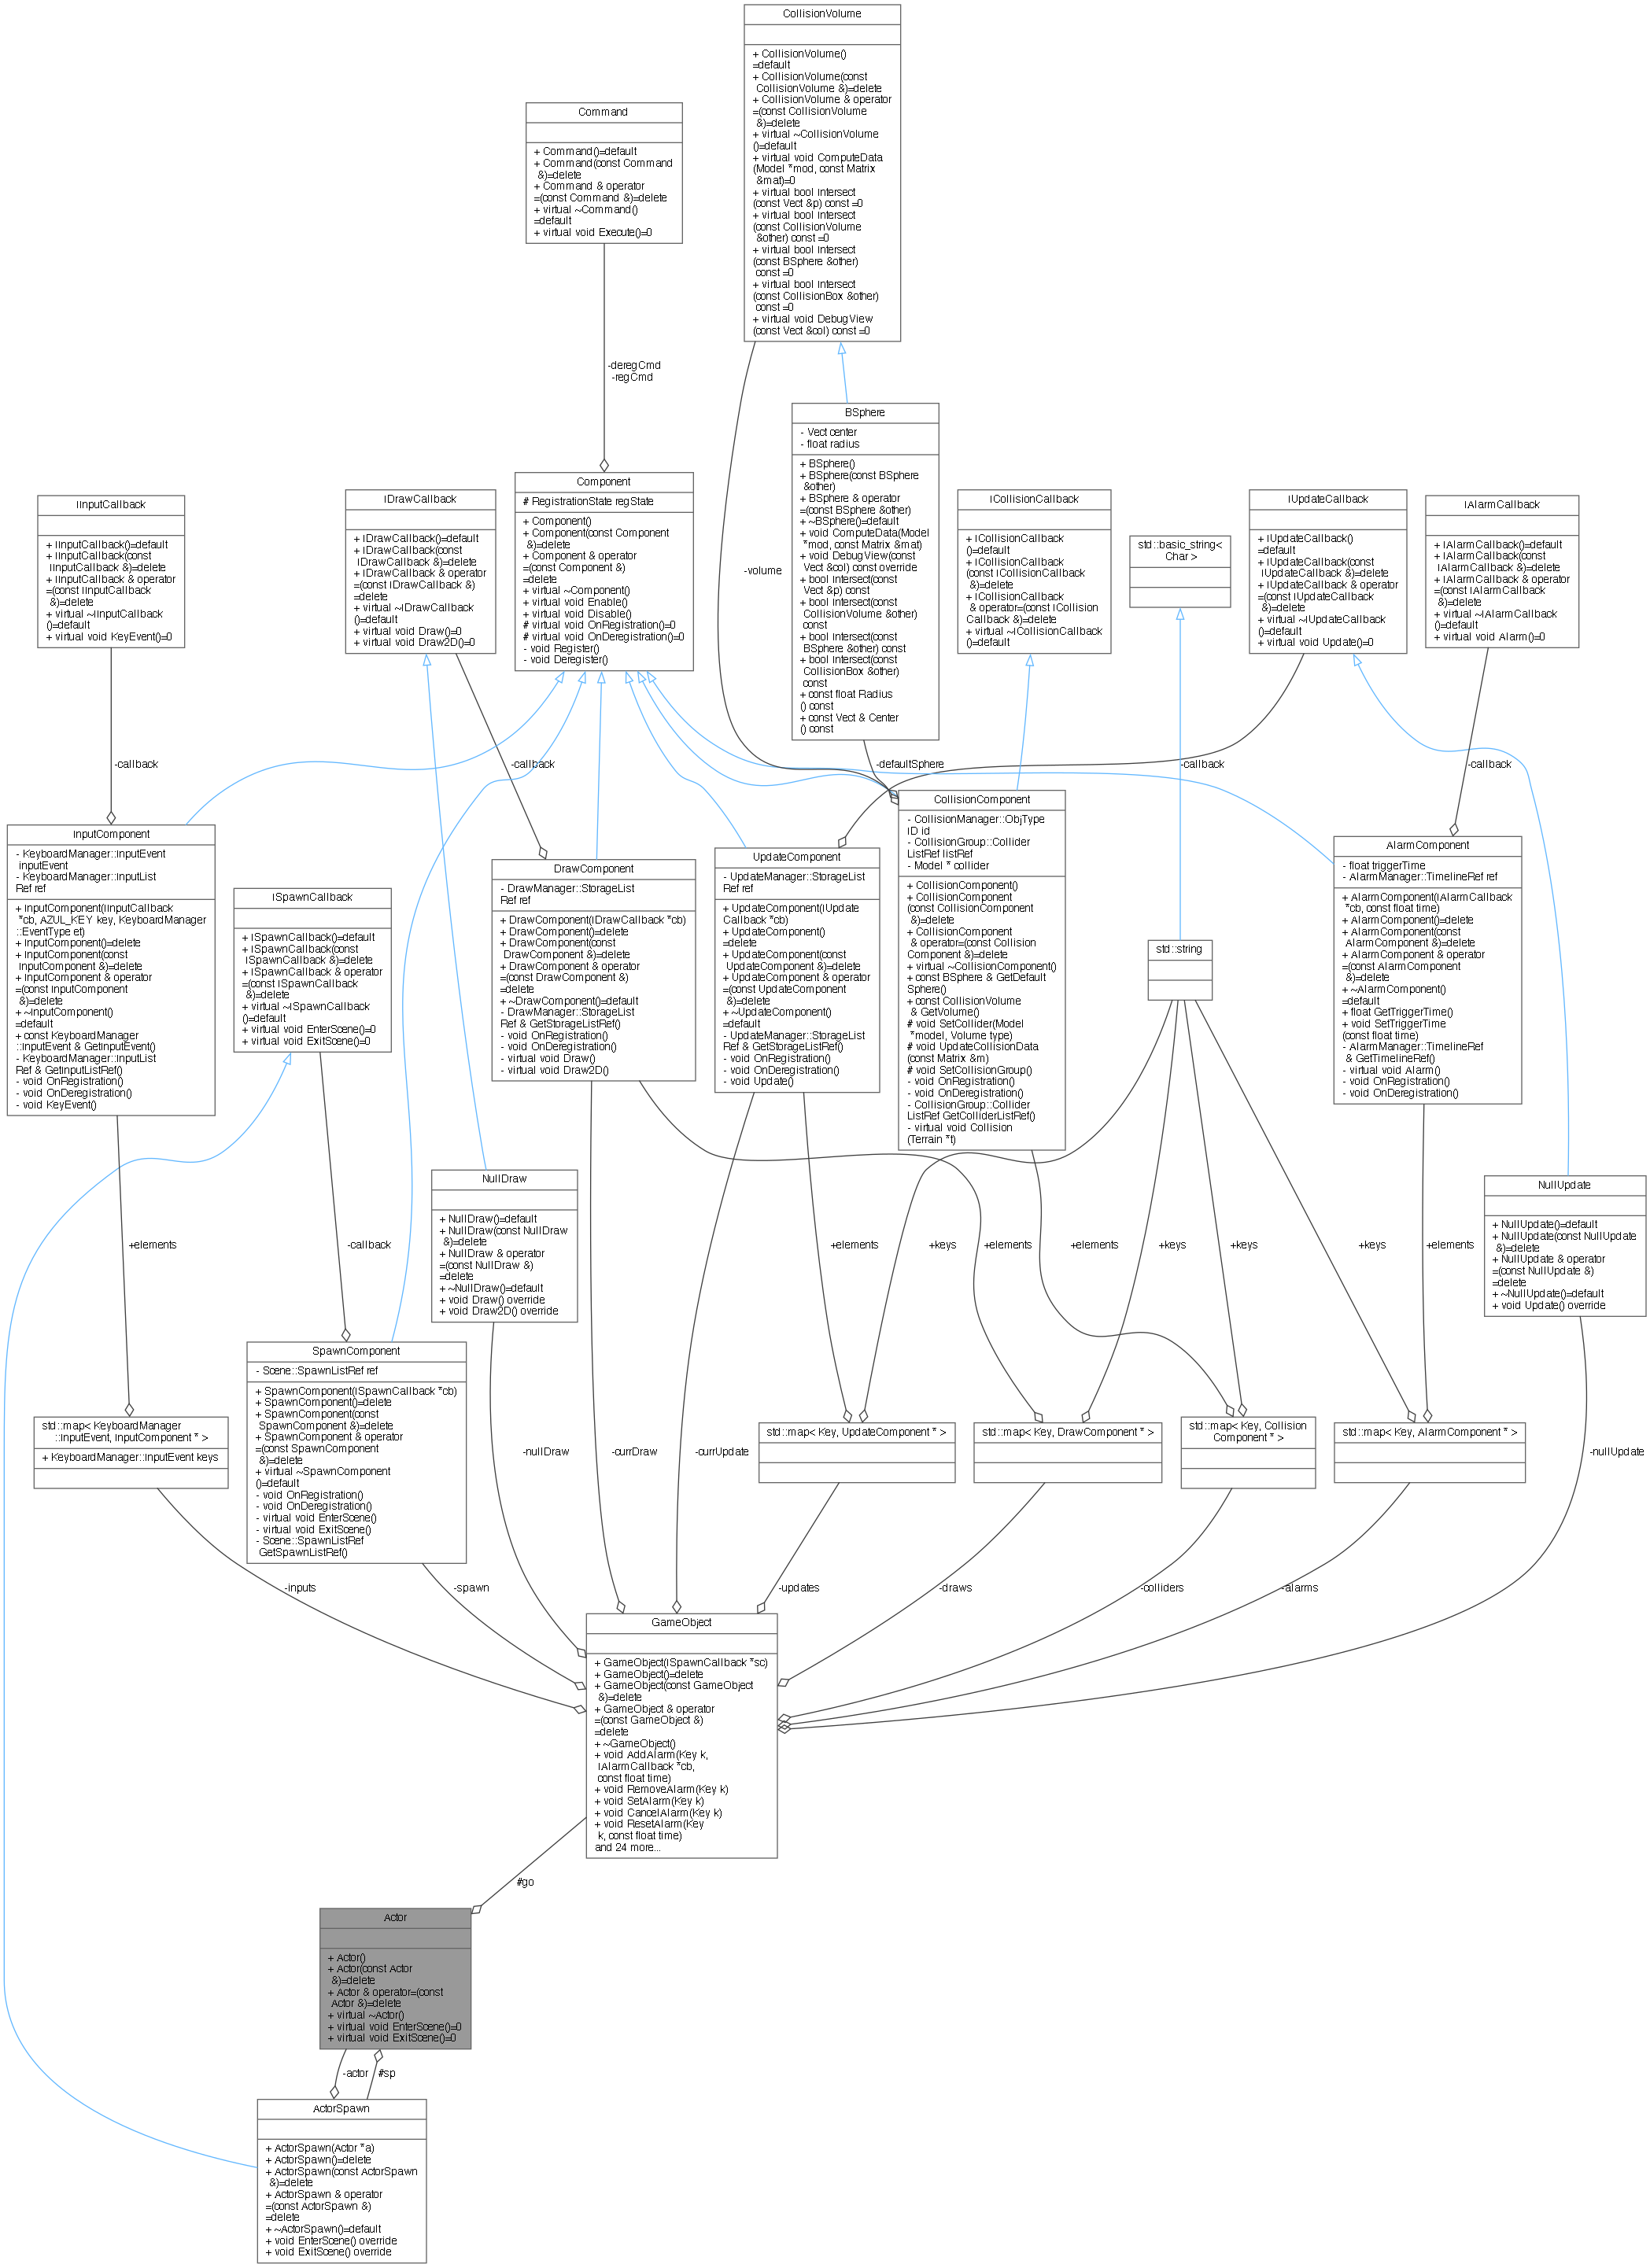 CollisionVolume
+ CollisionVolume()
=default
+ CollisionVolume(const
CollisionVolume &)=delete
+ CollisionVolume & operator
=(const CollisionVolume
&)=delete
+ virtual ~CollisionVolume
()=default
+ virtual void ComputeData
(Model *mod, const Matrix
&mat)=0
+ virtual bool Intersect
(const Vect &p) const =0
+ virtual bool Intersect
(const CollisionVolume
&other) const =0
+ virtual bool Intersect
(const BSphere &other)
const =0
+ virtual bool Intersect
(const CollisionBox &other)
const =0
+ virtual void DebugView
(const Vect &col) const =0
Command
+ Command()=default
+ Command(const Command
&)=delete
+ Command & operator
=(const Command &)=delete
+ virtual ~Command()
=default
+ virtual void Execute()=0
-deregCmd
-regCmd
BSphere
- Vect center
- float radius
+ BSphere()
+ BSphere(const BSphere
&other)
+ BSphere & operator
=(const BSphere &other)
+ ~BSphere()=default
+ void ComputeData(Model
*mod, const Matrix &mat)
+ void DebugView(const
Vect &col) const override
+ bool Intersect(const
Vect &p) const
+ bool Intersect(const
CollisionVolume &other)
const
+ bool Intersect(const
BSphere &other) const
+ bool Intersect(const
CollisionBox &other)
const
+ const float Radius
() const
+ const Vect & Center
() const
-volume
-defaultSphere
IInputCallback
+ IInputCallback()=default
+ IInputCallback(const
IInputCallback &)=delete
+ IInputCallback & operator
=(const IInputCallback
&)=delete
+ virtual ~IInputCallback
()=default
+ virtual void KeyEvent()=0
IDrawCallback
+ IDrawCallback()=default
+ IDrawCallback(const
IDrawCallback &)=delete
+ IDrawCallback & operator
=(const IDrawCallback &)
=delete
+ virtual ~IDrawCallback
()=default
+ virtual void Draw()=0
+ virtual void Draw2D()=0
Component
# RegistrationState regState
+ Component()
+ Component(const Component
&)=delete
+ Component & operator
=(const Component &)
=delete
+ virtual ~Component()
+ virtual void Enable()
+ virtual void Disable()
# virtual void OnRegistration()=0
# virtual void OnDeregistration()=0
- void Register()
- void Deregister()
ICollisionCallback
+ ICollisionCallback
()=default
+ ICollisionCallback
(const ICollisionCallback
&)=delete
+ ICollisionCallback
& operator=(const ICollision
Callback &)=delete
+ virtual ~ICollisionCallback
()=default
std::basic_string<
Char >
IUpdateCallback
+ IUpdateCallback()
=default
+ IUpdateCallback(const
IUpdateCallback &)=delete
+ IUpdateCallback & operator
=(const IUpdateCallback
&)=delete
+ virtual ~IUpdateCallback
()=default
+ virtual void Update()=0
IAlarmCallback
+ IAlarmCallback()=default
+ IAlarmCallback(const
IAlarmCallback &)=delete
+ IAlarmCallback & operator
=(const IAlarmCallback
&)=delete
+ virtual ~IAlarmCallback
()=default
+ virtual void Alarm()=0
-callback
-callback
-callback
-callback
InputComponent
- KeyboardManager::InputEvent
inputEvent
- KeyboardManager::InputList
Ref ref
+ InputComponent(IInputCallback
*cb, AZUL_KEY key, KeyboardManager
::EventType et)
+ InputComponent()=delete
+ InputComponent(const
InputComponent &)=delete
+ InputComponent & operator
=(const InputComponent
&)=delete
+ ~InputComponent()
=default
+ const KeyboardManager
::InputEvent & GetInputEvent()
- KeyboardManager::InputList
Ref & GetInputListRef()
- void OnRegistration()
- void OnDeregistration()
- void KeyEvent()
ISpawnCallback
+ ISpawnCallback()=default
+ ISpawnCallback(const
ISpawnCallback &)=delete
+ ISpawnCallback & operator
=(const ISpawnCallback
&)=delete
+ virtual ~ISpawnCallback
()=default
+ virtual void EnterScene()=0
+ virtual void ExitScene()=0
DrawComponent
- DrawManager::StorageList
Ref ref
+ DrawComponent(IDrawCallback *cb)
+ DrawComponent()=delete
+ DrawComponent(const
DrawComponent &)=delete
+ DrawComponent & operator
=(const DrawComponent &)
=delete
+ ~DrawComponent()=default
- DrawManager::StorageList
Ref & GetStorageListRef()
- void OnRegistration()
- void OnDeregistration()
- virtual void Draw()
- virtual void Draw2D()
UpdateComponent
- UpdateManager::StorageList
Ref ref
+ UpdateComponent(IUpdate
Callback *cb)
+ UpdateComponent()
=delete
+ UpdateComponent(const
UpdateComponent &)=delete
+ UpdateComponent & operator
=(const UpdateComponent
&)=delete
+ ~UpdateComponent()
=default
- UpdateManager::StorageList
Ref & GetStorageListRef()
- void OnRegistration()
- void OnDeregistration()
- void Update()
CollisionComponent
- CollisionManager::ObjType
ID id
- CollisionGroup::Collider
ListRef listRef
- Model * collider
+ CollisionComponent()
+ CollisionComponent
(const CollisionComponent
&)=delete
+ CollisionComponent
& operator=(const Collision
Component &)=delete
+ virtual ~CollisionComponent()
+ const BSphere & GetDefault
Sphere()
+ const CollisionVolume
& GetVolume()
# void SetCollider(Model
*model, Volume type)
# void UpdateCollisionData
(const Matrix &m)
# void SetCollisionGroup()
- void OnRegistration()
- void OnDeregistration()
- CollisionGroup::Collider
ListRef GetColliderListRef()
- virtual void Collision
(Terrain *t)
std::string
AlarmComponent
- float triggerTime
- AlarmManager::TimelineRef ref
+ AlarmComponent(IAlarmCallback
*cb, const float time)
+ AlarmComponent()=delete
+ AlarmComponent(const
AlarmComponent &)=delete
+ AlarmComponent & operator
=(const AlarmComponent
&)=delete
+ ~AlarmComponent()
=default
+ float GetTriggerTime()
+ void SetTriggerTime
(const float time)
- AlarmManager::TimelineRef
& GetTimelineRef()
- virtual void Alarm()
- void OnRegistration()
- void OnDeregistration()
NullDraw
+ NullDraw()=default
+ NullDraw(const NullDraw
&)=delete
+ NullDraw & operator
=(const NullDraw &)
=delete
+ ~NullDraw()=default
+ void Draw() override
+ void Draw2D() override
NullUpdate
+ NullUpdate()=default
+ NullUpdate(const NullUpdate
&)=delete
+ NullUpdate & operator
=(const NullUpdate &)
=delete
+ ~NullUpdate()=default
+ void Update() override
+elements
-callback
+elements
+keys
+elements
+elements
+keys
+keys
+keys
+elements
SpawnComponent
- Scene::SpawnListRef ref
+ SpawnComponent(ISpawnCallback *cb)
+ SpawnComponent()=delete
+ SpawnComponent(const
SpawnComponent &)=delete
+ SpawnComponent & operator
=(const SpawnComponent
&)=delete
+ virtual ~SpawnComponent
()=default
- void OnRegistration()
- void OnDeregistration()
- virtual void EnterScene()
- virtual void ExitScene()
- Scene::SpawnListRef
GetSpawnListRef()
std::map< KeyboardManager
::InputEvent, InputComponent * >
+ KeyboardManager::InputEvent keys
std::map< Key, UpdateComponent * >
std::map< Key, DrawComponent * >
std::map< Key, Collision
Component * >
std::map< Key, AlarmComponent * >
-nullDraw
-currDraw
-currUpdate
-nullUpdate
-inputs
-spawn
-updates
-draws
-colliders
-alarms
GameObject
+ GameObject(ISpawnCallback *sc)
+ GameObject()=delete
+ GameObject(const GameObject
&)=delete
+ GameObject & operator
=(const GameObject &)
=delete
+ ~GameObject()
+ void AddAlarm(Key k,
IAlarmCallback *cb,
const float time)
+ void RemoveAlarm(Key k)
+ void SetAlarm(Key k)
+ void CancelAlarm(Key k)
+ void ResetAlarm(Key
k, const float time)
and 24 more...
#go
Actor
+ Actor()
+ Actor(const Actor
&)=delete
+ Actor & operator=(const
Actor &)=delete
+ virtual ~Actor()
+ virtual void EnterScene()=0
+ virtual void ExitScene()=0
-actor
#sp
ActorSpawn
+ ActorSpawn(Actor *a)
+ ActorSpawn()=delete
+ ActorSpawn(const ActorSpawn
&)=delete
+ ActorSpawn & operator
=(const ActorSpawn &)
=delete
+ ~ActorSpawn()=default
+ void EnterScene() override
+ void ExitScene() override